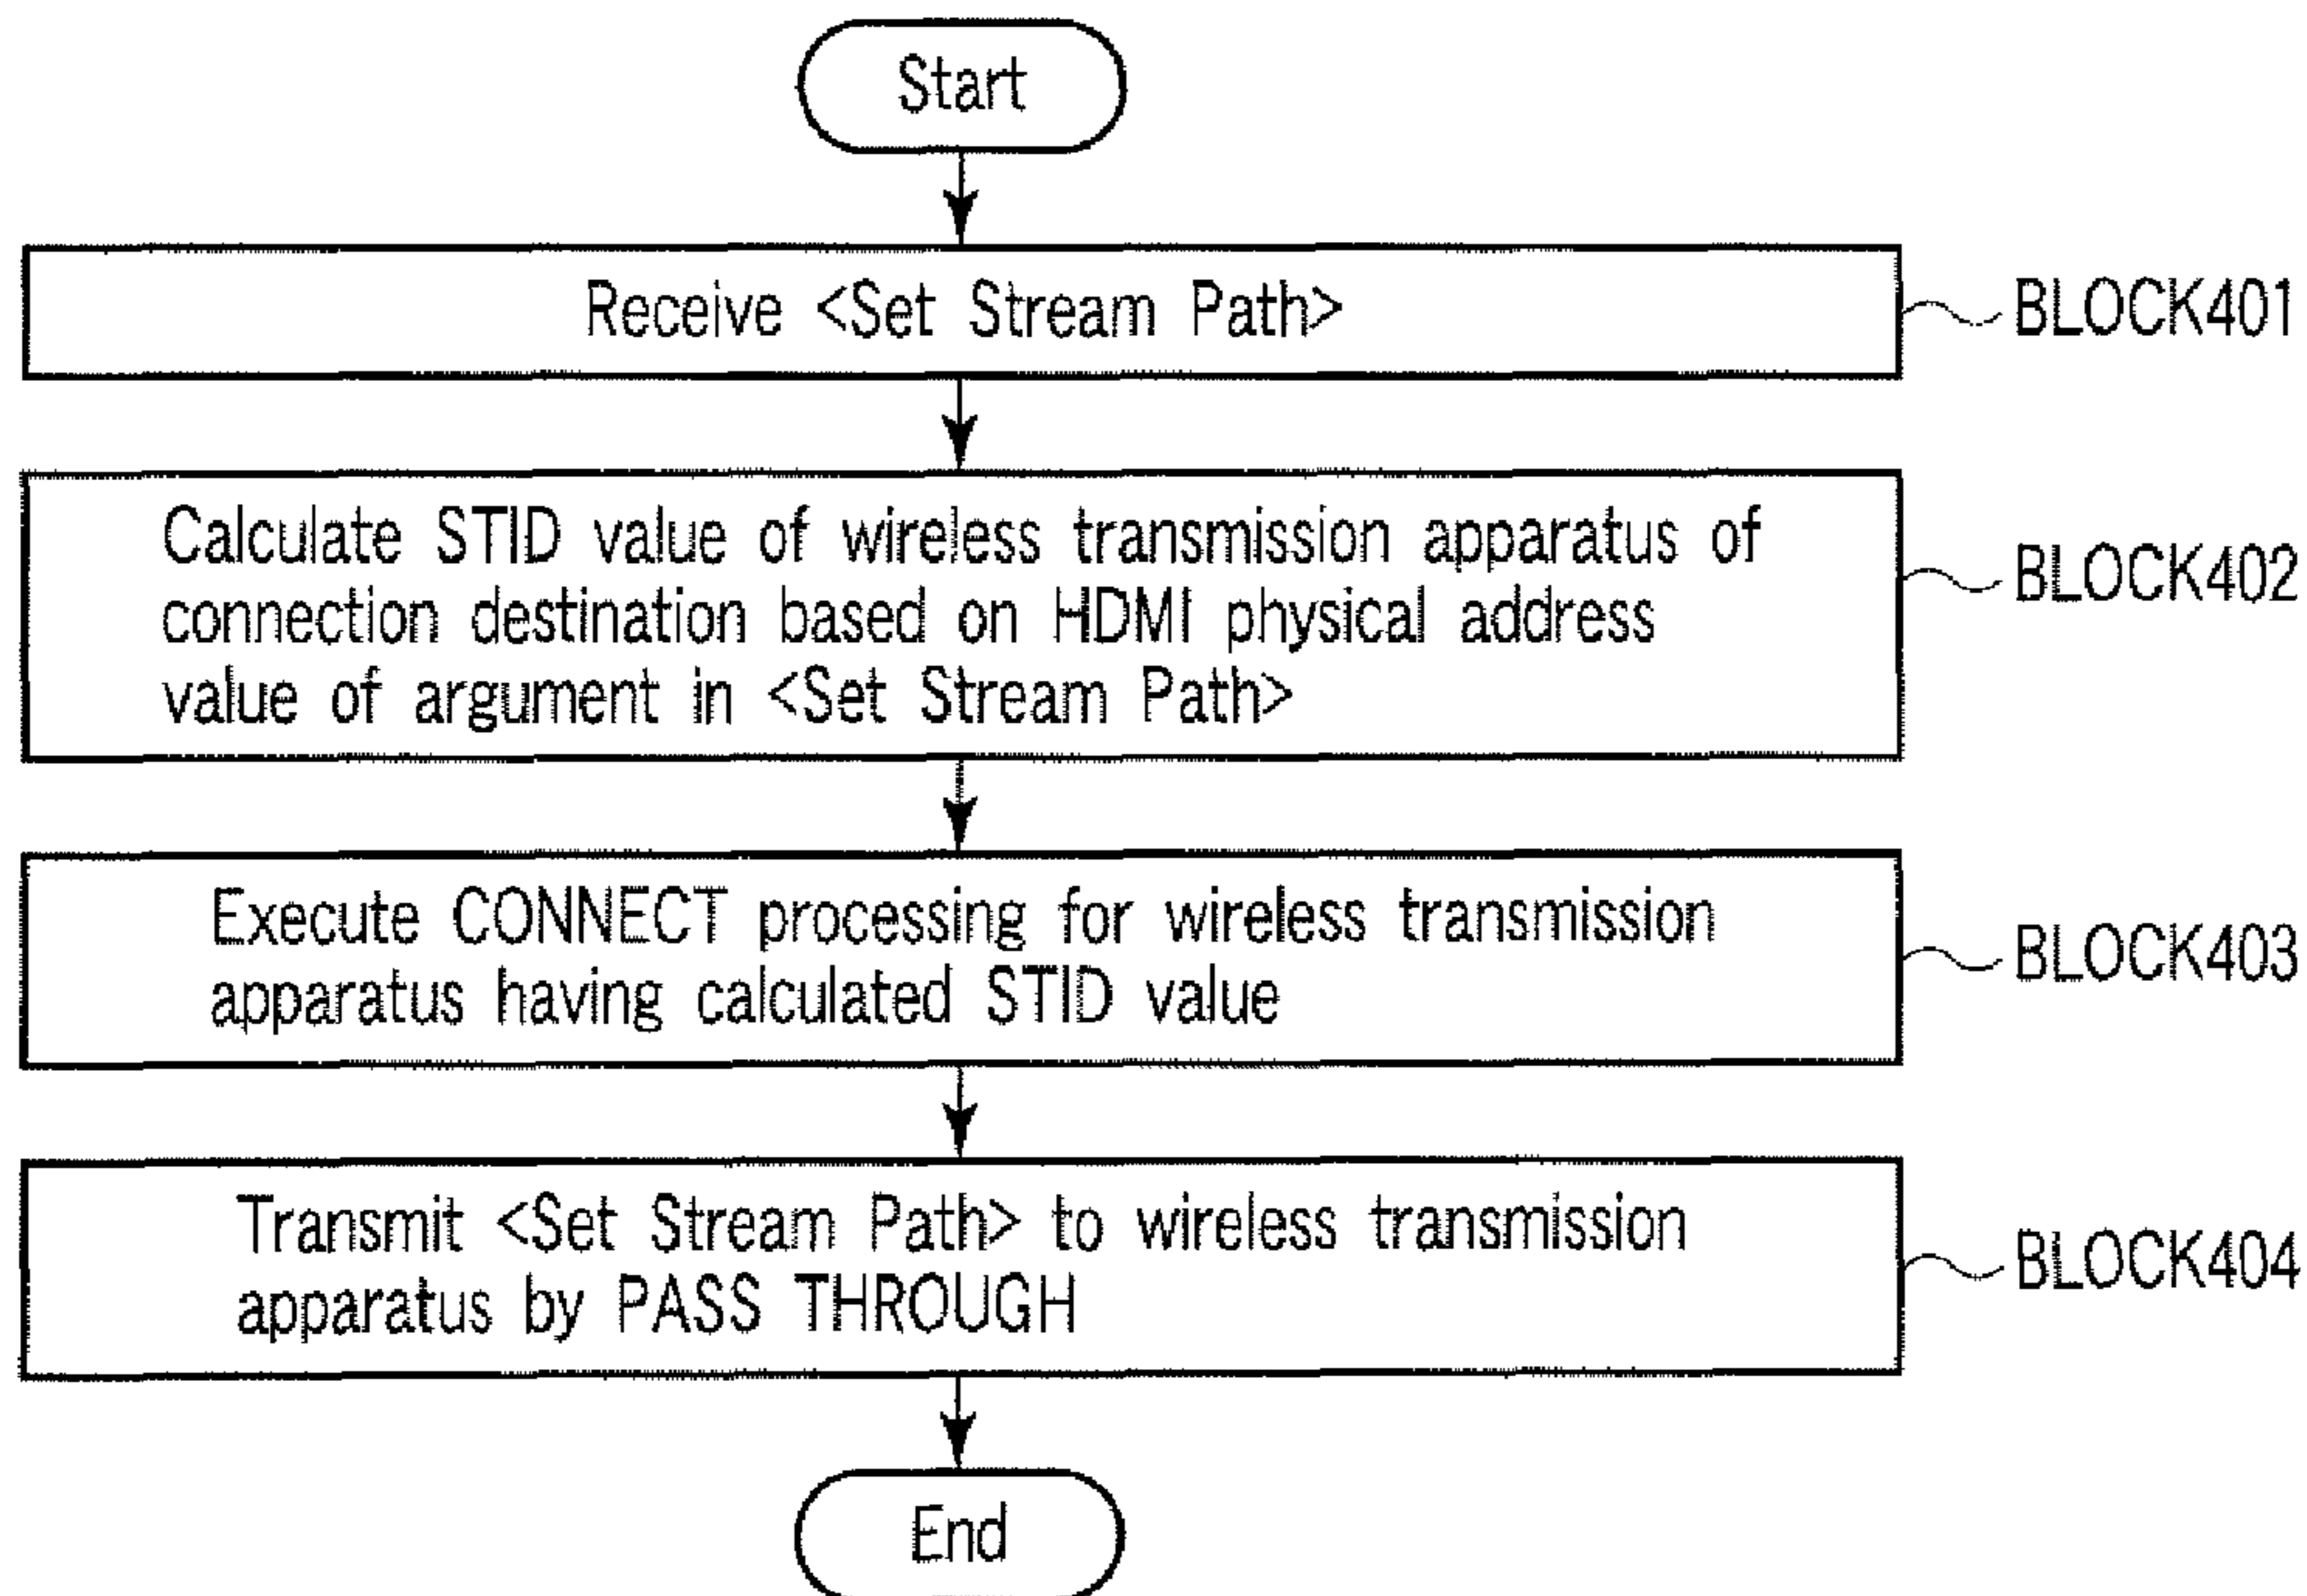 Start
Receive <Set Stream Path>
BLOCK401
Calculate STID value of wireless transmission apparatus of
connection destination based on HDMI physical address
value of argument in <Set Stream Path>
BLOCK402
Execute CONNECT processing for wireless transmission
apparatus having calculated STID value
BLOCK403
Transmit <Set Stream Path> to wireless transmission
apparatus by PASS THROUGH
BLOCK404
End